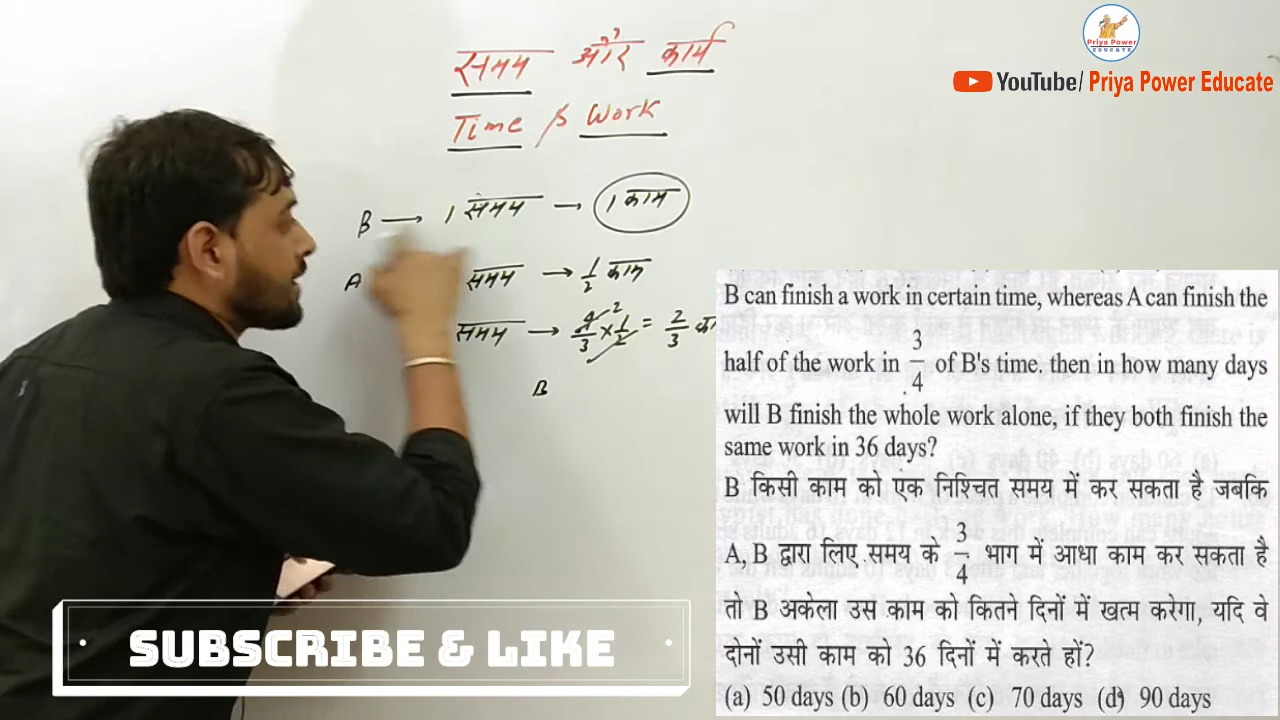 Priya Power
EDUCATE
YouTube/ Priya Power Educate
समय और कार्य
Time & Work
B → 1 समय → 1 काम
A समय → 1/2 काम
समय → 4/3 × 1/2 = 2/3
B
B can finish a work in certain time, whereas A can finish the
half of the work in 3/4 of B's time. then in how many days
will B finish the whole work alone, if they both finish the
same work in 36 days?
B किसी काम को एक निश्चित समय में कर सकता है जबकि
A, B द्वारा लिए समय के 3/4 भाग में आधा काम कर सकता है
तो B अकेला उस काम को कितने दिनों में खत्म करेगा, यदि वे
दोनों उसी काम को 36 दिनों में करते हों?
(a) 50 days (b) 60 days (c) 70 days (d) 90 days
SUBSCRIBE & LIKE